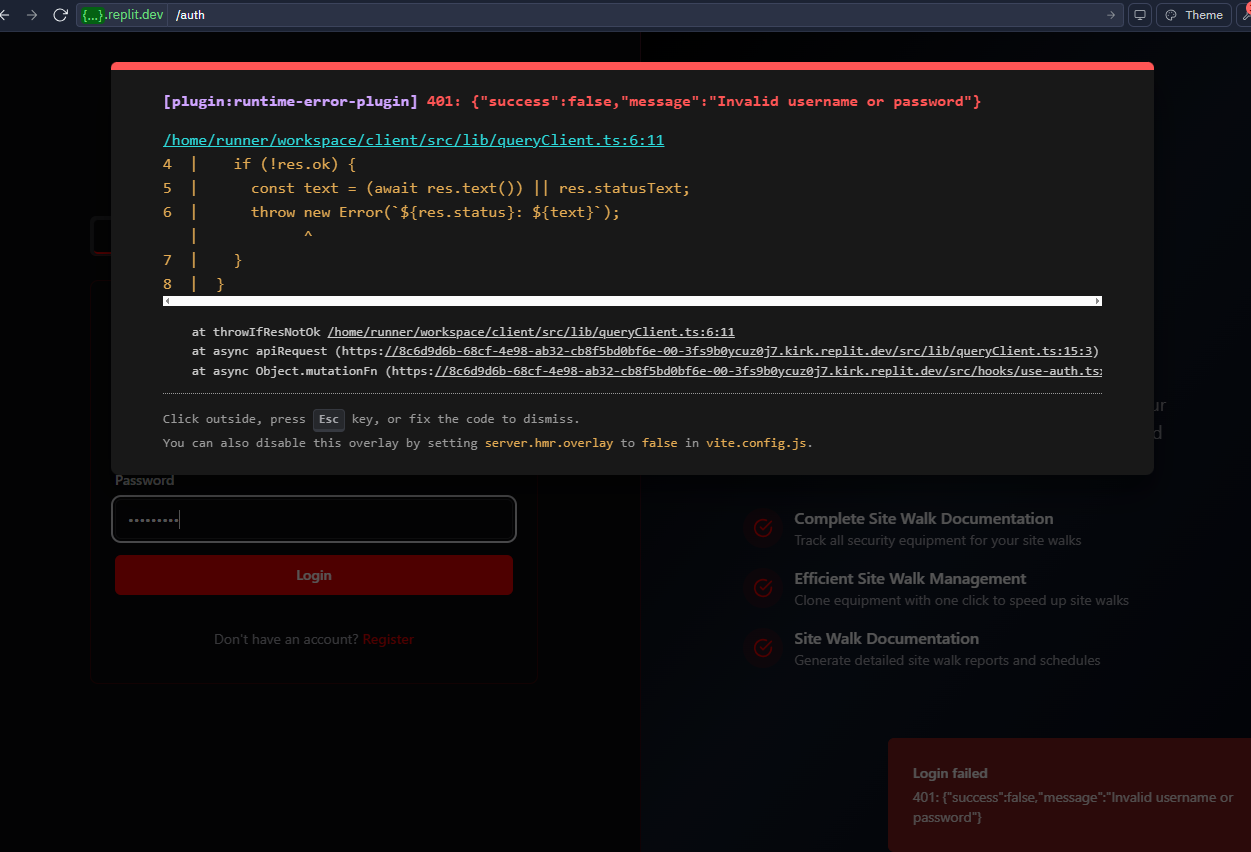 {...}.replit.dev /auth
Theme
[plugin:runtime-error-plugin] 401: {"success":false,"message":"Invalid username or password"}
/home/runner/workspace/client/src/lib/queryClient.ts:6:11
4 | if (!res.ok) {
5 | const text = (await res.text()) || res.statusText;
6 | throw new Error(`${res.status}: ${text}`);
| ^
7 | }
8 | }
at throwIfResNotOk /home/runner/workspace/client/src/lib/queryClient.ts:6:11
at async apiRequest (https://8c6d9d6b-68cf-4e98-ab32-cb8f5bd0bf6e-00-3fs9b0ycuz0j7.kirk.replit.dev/src/lib/queryClient.ts:15:3)
at async Object.mutationFn (https://8c6d9d6b-68cf-4e98-ab32-cb8f5bd0bf6e-00-3fs9b0ycuz0j7.kirk.replit.dev/src/hooks/use-auth.tsx
Click outside, press Esc key, or fix the code to dismiss.
You can also disable this overlay by setting server.hmr.overlay to false in vite.config.js.
Password
Login
Don't have an account? Register
Complete Site Walk Documentation
Track all security equipment for your site walks
Efficient Site Walk Management
Clone equipment with one click to speed up site walks
Site Walk Documentation
Generate detailed site walk reports and schedules
Login failed
401: {"success":false,"message":"Invalid username or
password"}